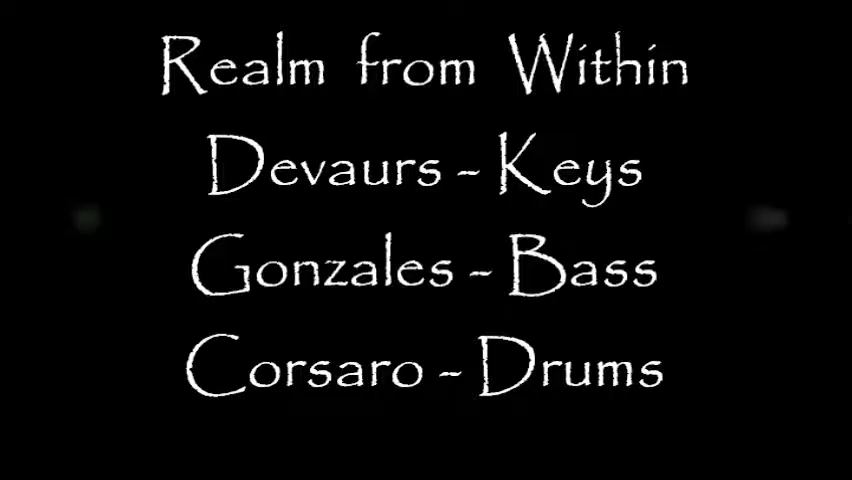 Realm from Within
Devaurs - Keys
Gonzales - Bass
Corsaro - Drums